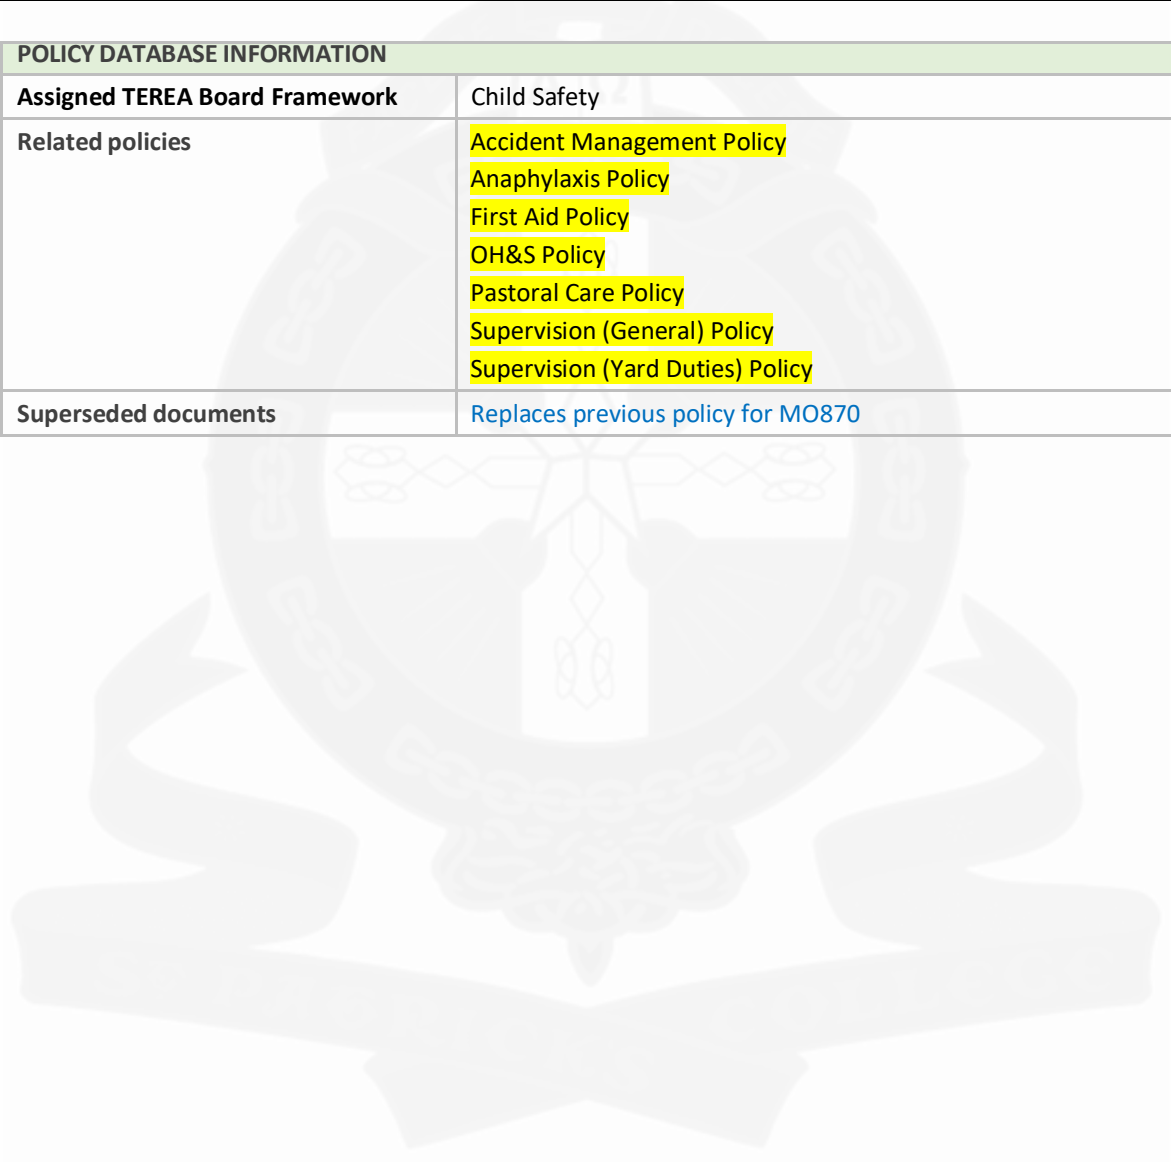 POLICY DATABASE INFORMATION
Assigned TEREA Board Framework
Child Safety
Related policies
Accident Management Policy
Anaphylaxis Policy
First Aid Policy
OH&S Policy
Pastoral Care Policy
Supervision (General) Policy
Supervision (Yard Duties) Policy
Superseded documents
Replaces previous policy for MO870